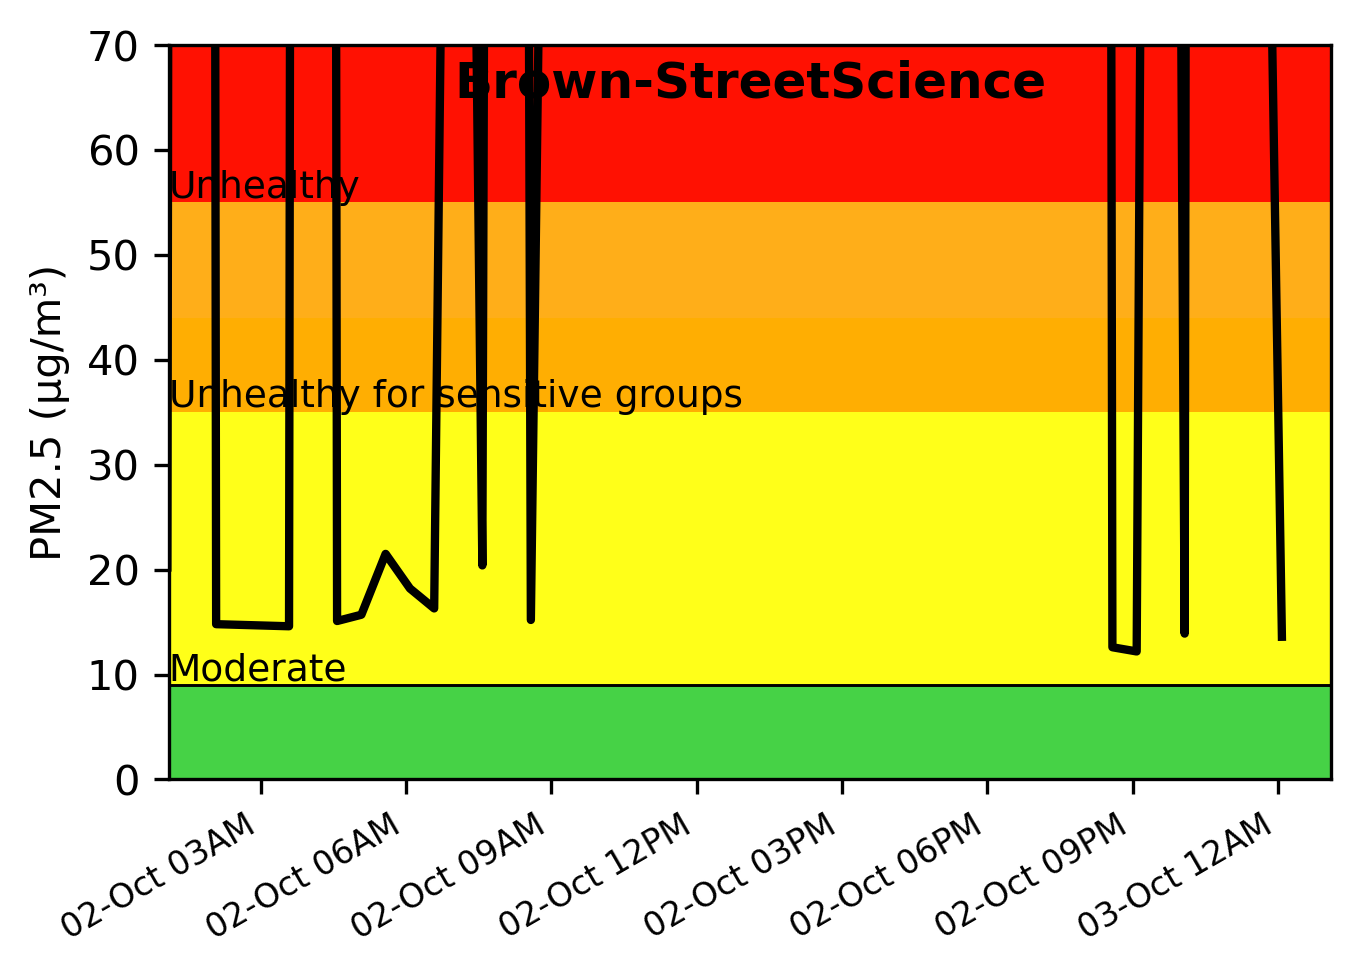 Brown-StreetScience
PM2.5 (µg/m³)
70
60
50
40
30
20
10
0
Unhealthy
Unhealthy for sensitive groups
Moderate
02-Oct 03AM
02-Oct 06AM
02-Oct 09AM
02-Oct 12PM
02-Oct 03PM
02-Oct 06PM
02-Oct 09PM
03-Oct 12AM